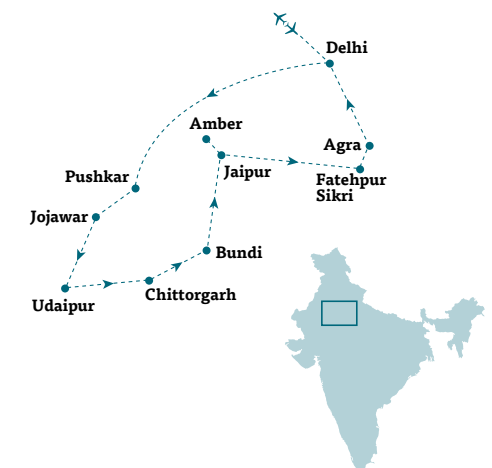 Delhi
Amber
Agra
Jaipur
Pushkar
Fatehpur
Sikri
Jojawar
Bundi
Chittorgarh
Udaipur